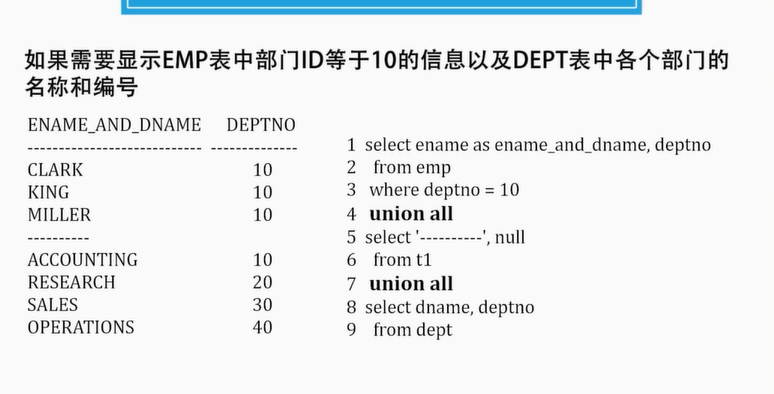 如果需要显示EMP表中部门ID等于10的信息以及DEPT表中各个部门的
名称和编号
ENAME_AND_DNAME DEPTNO
---------------------------- --------------
CLARK 10
KING 10
MILLER 10
----------
ACCOUNTING 10
RESEARCH 20
SALES 30
OPERATIONS 40
1 select ename as ename_and_dname, deptno
2 from emp
3 where deptno = 10
4 union all
5 select '----------', null
6 from t1
7 union all
8 select dname, deptno
9 from dept